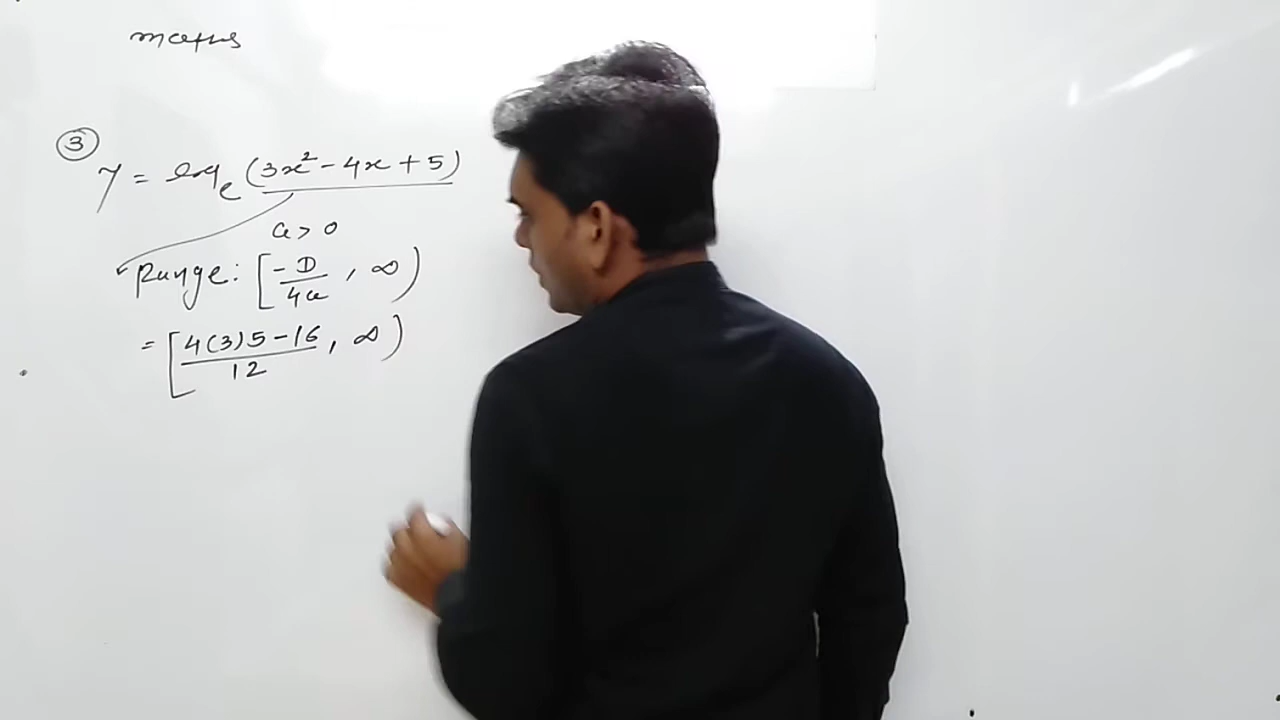 maths
③
y = log_e (3x² - 4x + 5)
a > 0
Range: [-D/4a, ∞)
= [4(3)5-16/12, ∞)